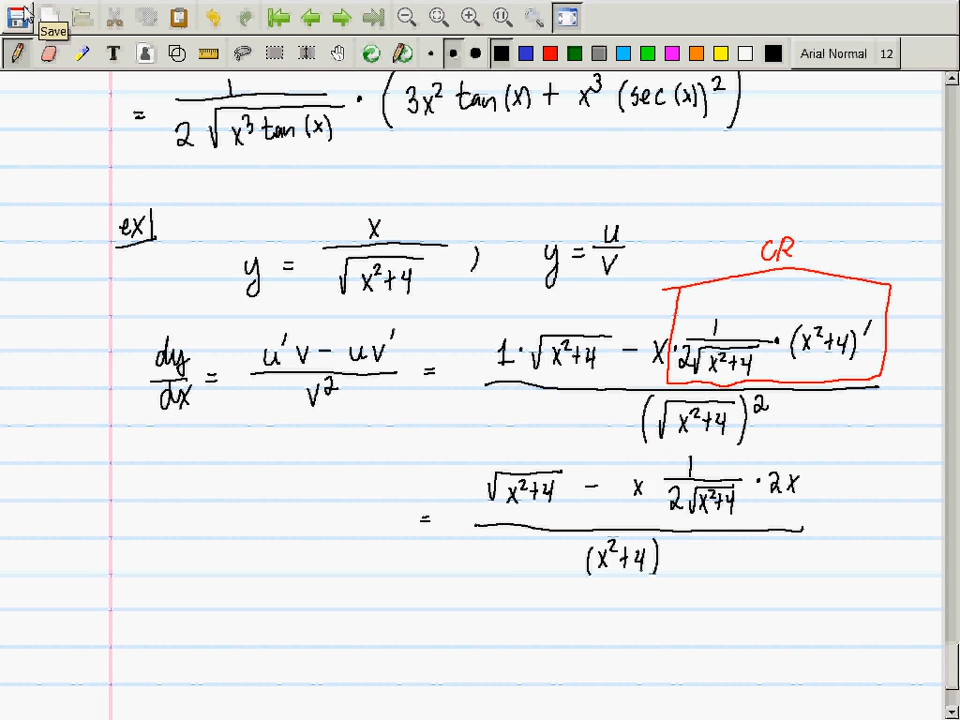 Save
Arial Normal 12
= 1 / (2 √(x³ tan(x))) · (3x² tan(x) + x³ (sec(x))²)
ex|
y = x / √(x²+4) , y = u/v
CR
dy/dx = (u'v − uv') / v² = (1·√(x²+4) − x · 1/(2√(x²+4)) · (x²+4)') / (√(x²+4))²
= (√(x²+4) − x 1/(2√(x²+4)) · 2x) / (x²+4)